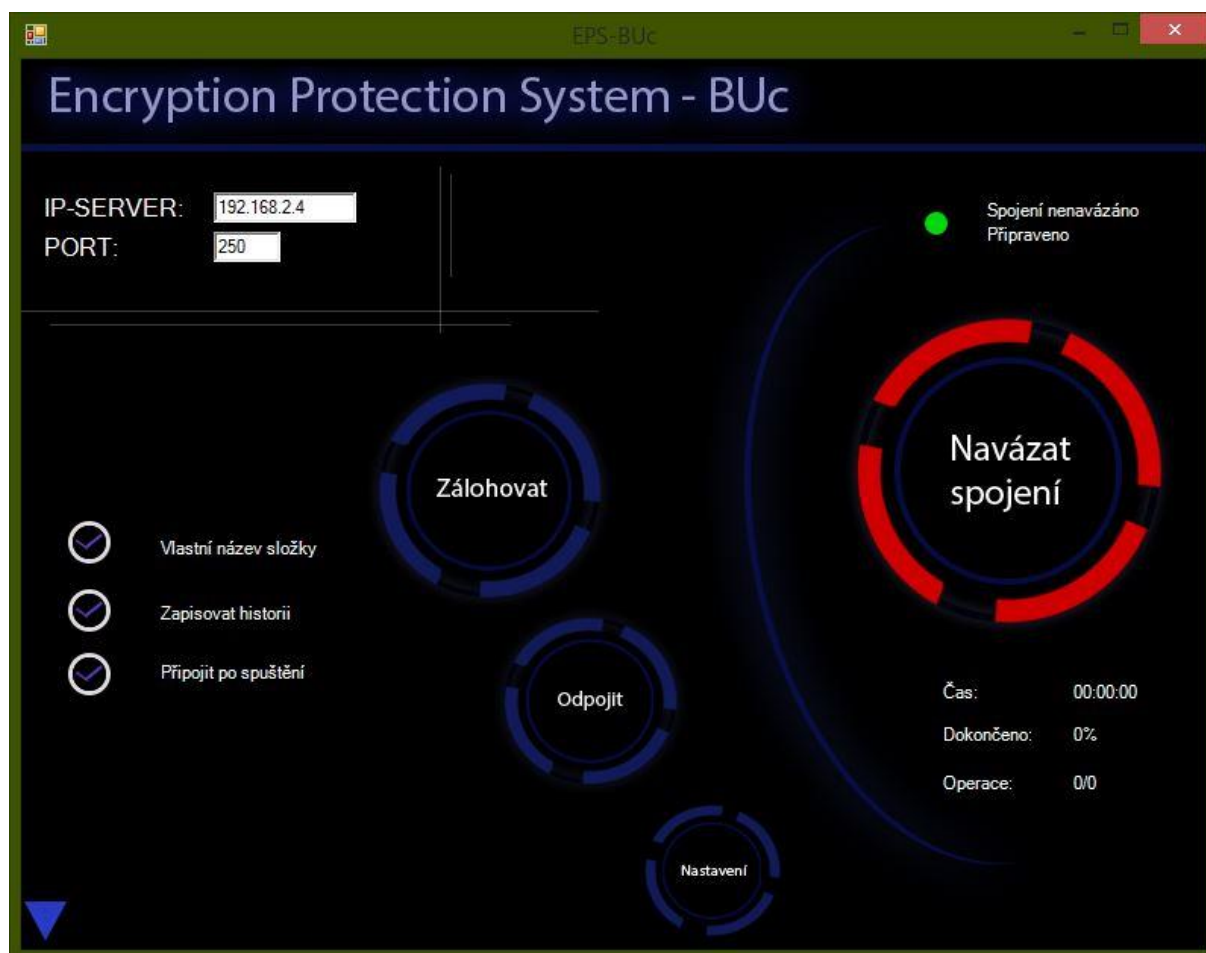 EPS-BUc
Encryption Protection System - BUc
IP-SERVER: 192.168.2.4
PORT: 250
Spojení nenavázáno
Připraveno
Navázat
spojení
Zálohovat
Vlastní název složky
Zapisovat historii
Připojit po spuštění
Odpojit
Čas: 00:00:00
Dokončeno: 0%
Operace: 0/0
Nastavení